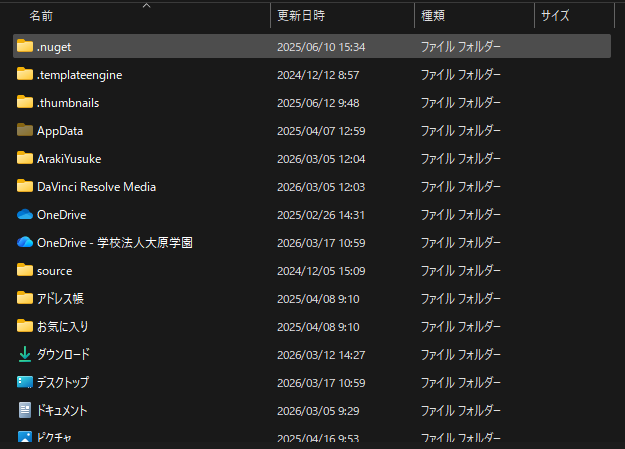 名前 更新日時 種類 サイズ
.nuget 2025/06/10 15:34 ファイル フォルダー
.templateengine 2024/12/12 8:57 ファイル フォルダー
.thumbnails 2025/06/12 9:48 ファイル フォルダー
AppData 2025/04/07 12:59 ファイル フォルダー
ArakiYusuke 2026/03/05 12:04 ファイル フォルダー
DaVinci Resolve Media 2026/03/05 12:03 ファイル フォルダー
OneDrive 2025/02/26 14:31 ファイル フォルダー
OneDrive - 学校法人大原学園 2026/03/17 10:59 ファイル フォルダー
source 2024/12/05 15:09 ファイル フォルダー
アドレス帳 2025/04/08 9:10 ファイル フォルダー
お気に入り 2025/04/08 9:10 ファイル フォルダー
ダウンロード 2026/03/12 14:27 ファイル フォルダー
デスクトップ 2026/03/17 10:59 ファイル フォルダー
ドキュメント 2026/03/05 9:29 ファイル フォルダー
ピクチャ 2025/04/16 9:53 ファイル フォルダー